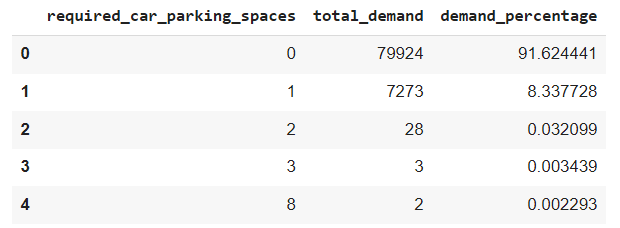 required_car_parking_spaces total_demand demand_percentage
0 0 79924 91.624441
1 1 7273 8.337728
2 2 28 0.032099
3 3 3 0.003439
4 8 2 0.002293